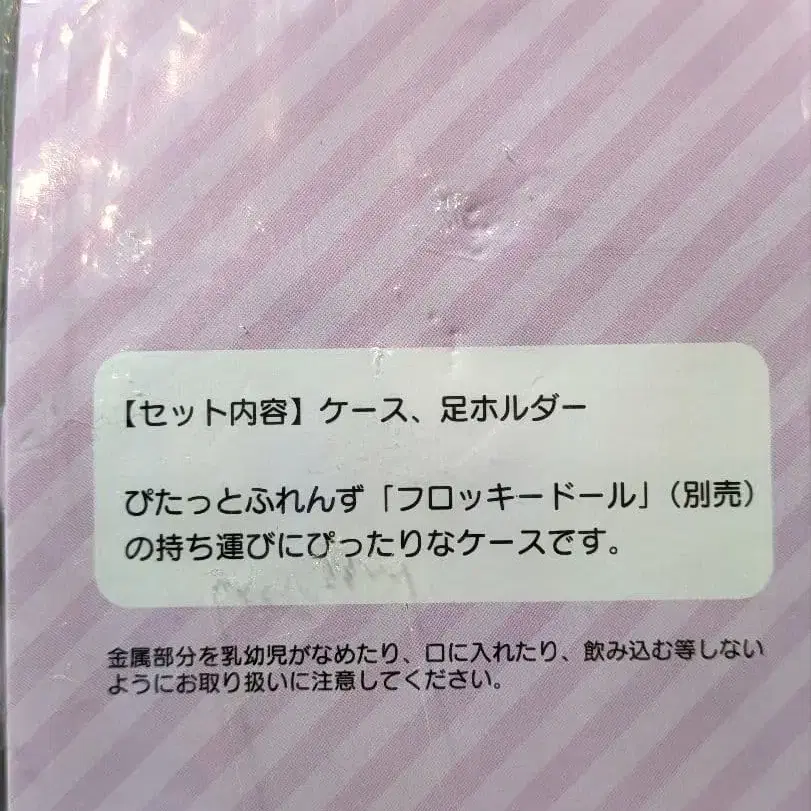 【セット内容】ケース、足ホルダー
ぴたっとふれんず「フロッキードール」(別売)
の持ち運びにぴったりなケースです。
金属部分を乳幼児がなめたり、口に入れたり、飲み込む等しない
ようにお取り扱いに注意してください。